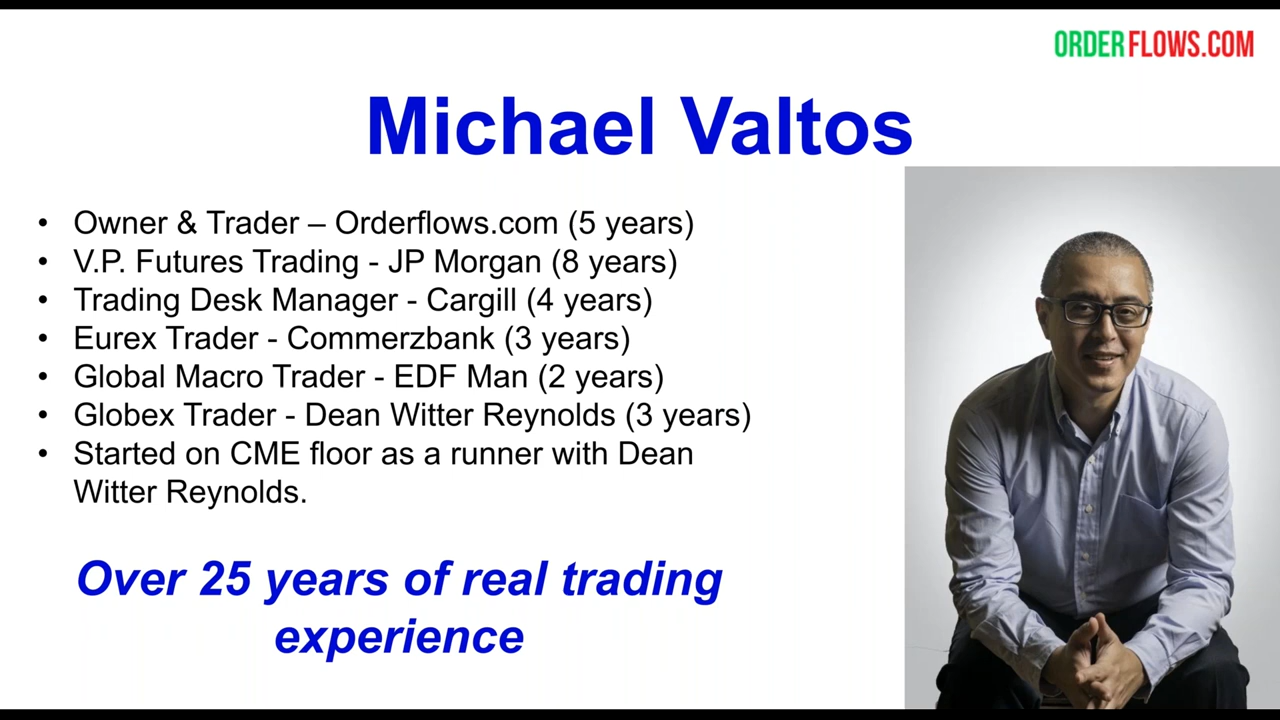 ORDERFLOWS.COM
Michael Valtos
• Owner & Trader – Orderflows.com (5 years)
• V.P. Futures Trading - JP Morgan (8 years)
• Trading Desk Manager - Cargill (4 years)
• Eurex Trader - Commerzbank (3 years)
• Global Macro Trader - EDF Man (2 years)
• Globex Trader - Dean Witter Reynolds (3 years)
• Started on CME floor as a runner with Dean
Witter Reynolds.
Over 25 years of real trading
experience